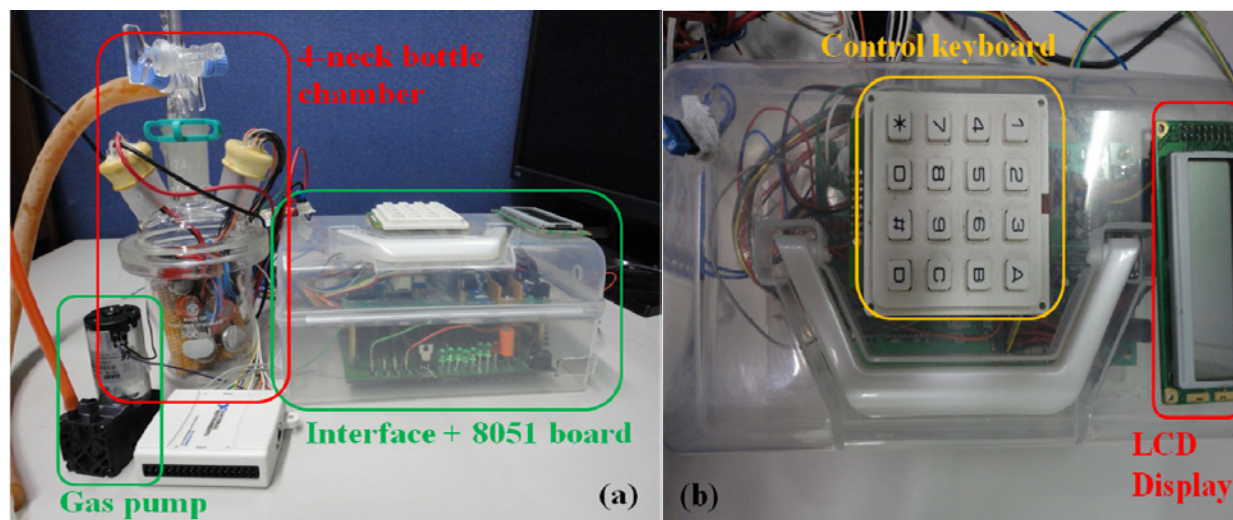 4-neck bottle
chamber
Interface + 8051 board
Gas pump
(a)
Control keyboard
* 7 4 1
0 8 5 2
# 9 6 3
D C B A
LCD
Display
(b)